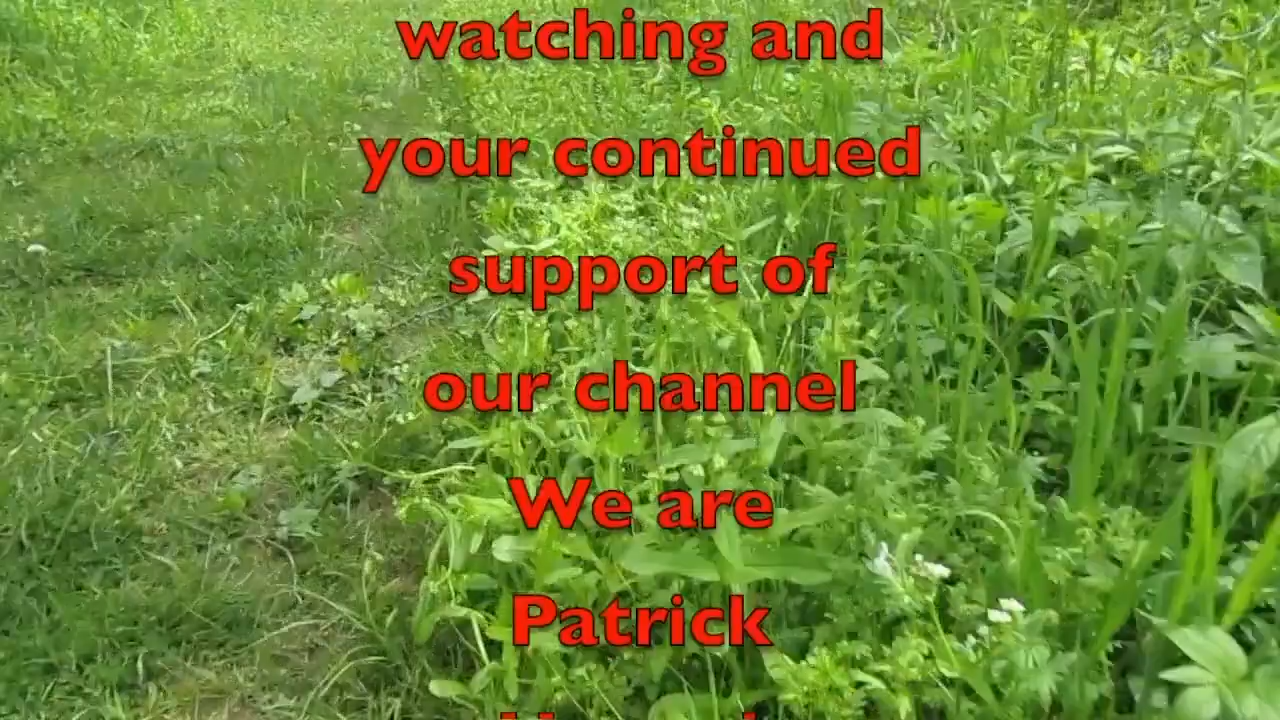 watching and
your continued
support of
our channel
We are
Patrick